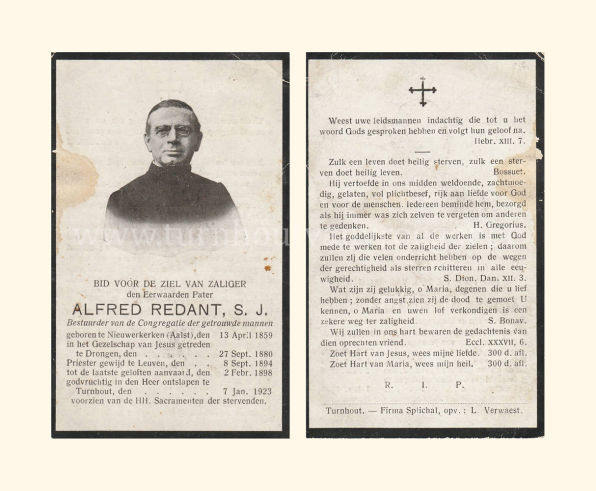 BID VOOR DE ZIEL VAN ZALIGER
den Eerwaarden Pater
ALFRED REDANT, S. J.
Bestuurder van de Congregatie der getrouwde mannen
geboren te Nieuwerkerken (Aalst), den 13 April 1859
in het Gezelschap van Jesus getreden
te Drongen, den . . . . . . 27 Sept. 1880
Priester gewijd te Leuven, den . . 8 Sept. 1894
tot de laatste geloften aanvaard, den 2 Febr. 1898
godvruchtig in den Heer ontslapen te
Turnhout, den . . . . . . 7 Jan. 1923
voorzien van de HH. Sacramenten der stervenden.
Weest uwe leidsmannen indachtig die tot u het
woord Gods gesproken hebben en volgt hun geloof na.
Hebr. XIII. 7.
Zulk een leven doet heilig sterven, zulk een ster-
ven doet heilig leven. Bossuet.
Hij vertoefde in ons midden weldoende, zachtmoe-
dig, gelaten, vol plichtbesef, rijk aan liefde voor God
en voor de menschen. Iedereen beminde hem, bezorgd
als hij immer was zich zelven te vergeten om anderen
te gedenken. H. Gregorius.
Het goddelijkste van al de werken is met God
mede te werken tot de zaligheid der zielen ; daarom
zullen zij die velen onderricht hebben op de wegen
der gerechtigheid als sterren schitteren in alle eeu-
wigheid. S. Dion. Dan. XII. 3.
Wat zijn zij gelukkig, o Maria, degenen die u lief
hebben ; zonder angst zien zij de dood te gemoet U
kennen, o Maria en uwen lof verkondigen is een
zekere weg ter zaligheid. S. Bonav.
Wij zullen in ons hart bewaren de gedachtenis van
dien oprechten vriend. Eccl. XXXVII, 6.
Zoet Hart van Jesus, wees mijne liefde. 300 d. afl.
Zoet Hart van Maria, wees mijn heil. 300 d. afl.
R. I. P.
Turnhout. — Firma Splichal, opv. : L. Verwaest.